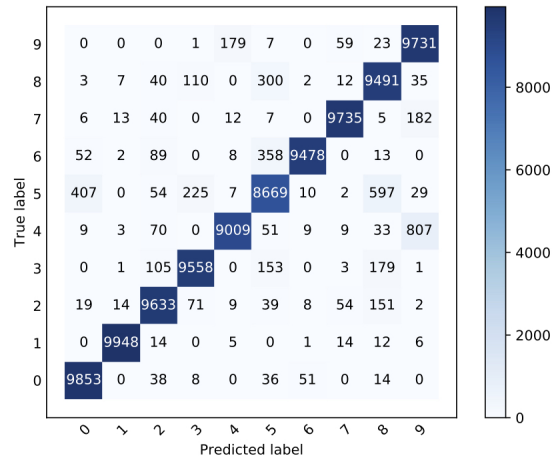 9 0 0 0 1 179 7 0 59 23 9731
8 3 7 40 110 0 300 2 12 9491 35
7 6 13 40 0 12 7 0 9735 5 182
6 52 2 89 0 8 358 9478 0 13 0
5 407 0 54 225 7 8669 10 2 597 29
4 9 3 70 0 9009 51 9 9 33 807
3 0 1 105 9558 0 153 0 3 179 1
2 19 14 9633 71 9 39 8 54 151 2
1 0 9948 14 0 5 0 1 14 12 6
0 9853 0 38 8 0 36 51 0 14 0
0 1 2 3 4 5 6 7 8 9
Predicted label
True label
8000
6000
4000
2000
0